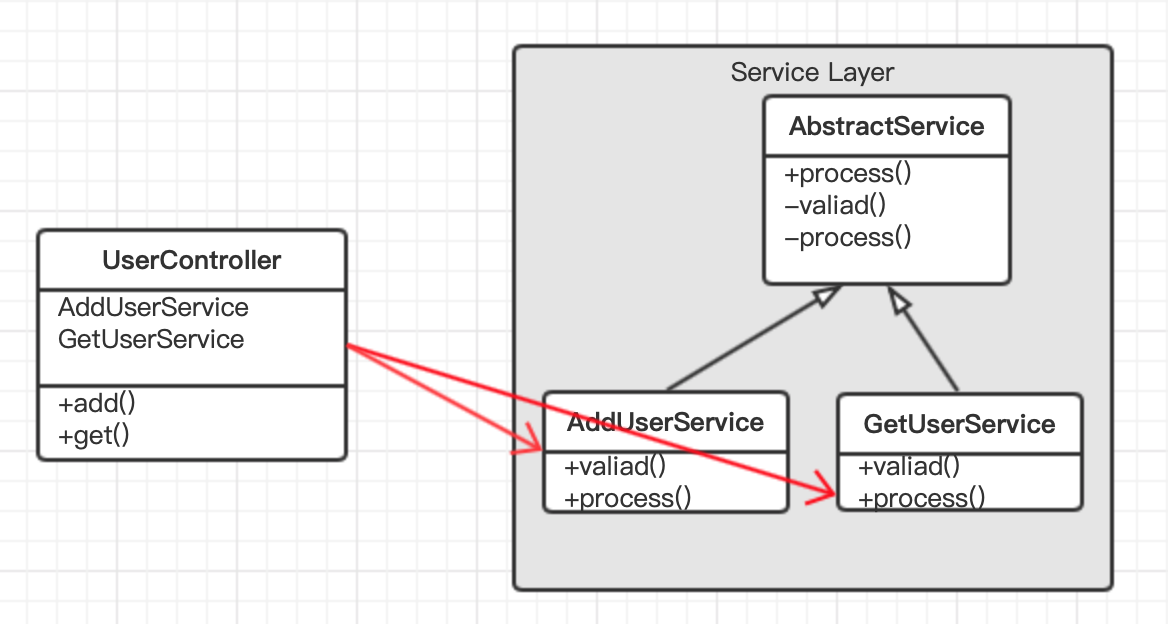 Service Layer
AbstractService
+process()
–valiad()
–process()
UserController
AddUserService
GetUserService
+add()
+get()
AddUserService
+valiad()
+process()
GetUserService
+valiad()
+process()